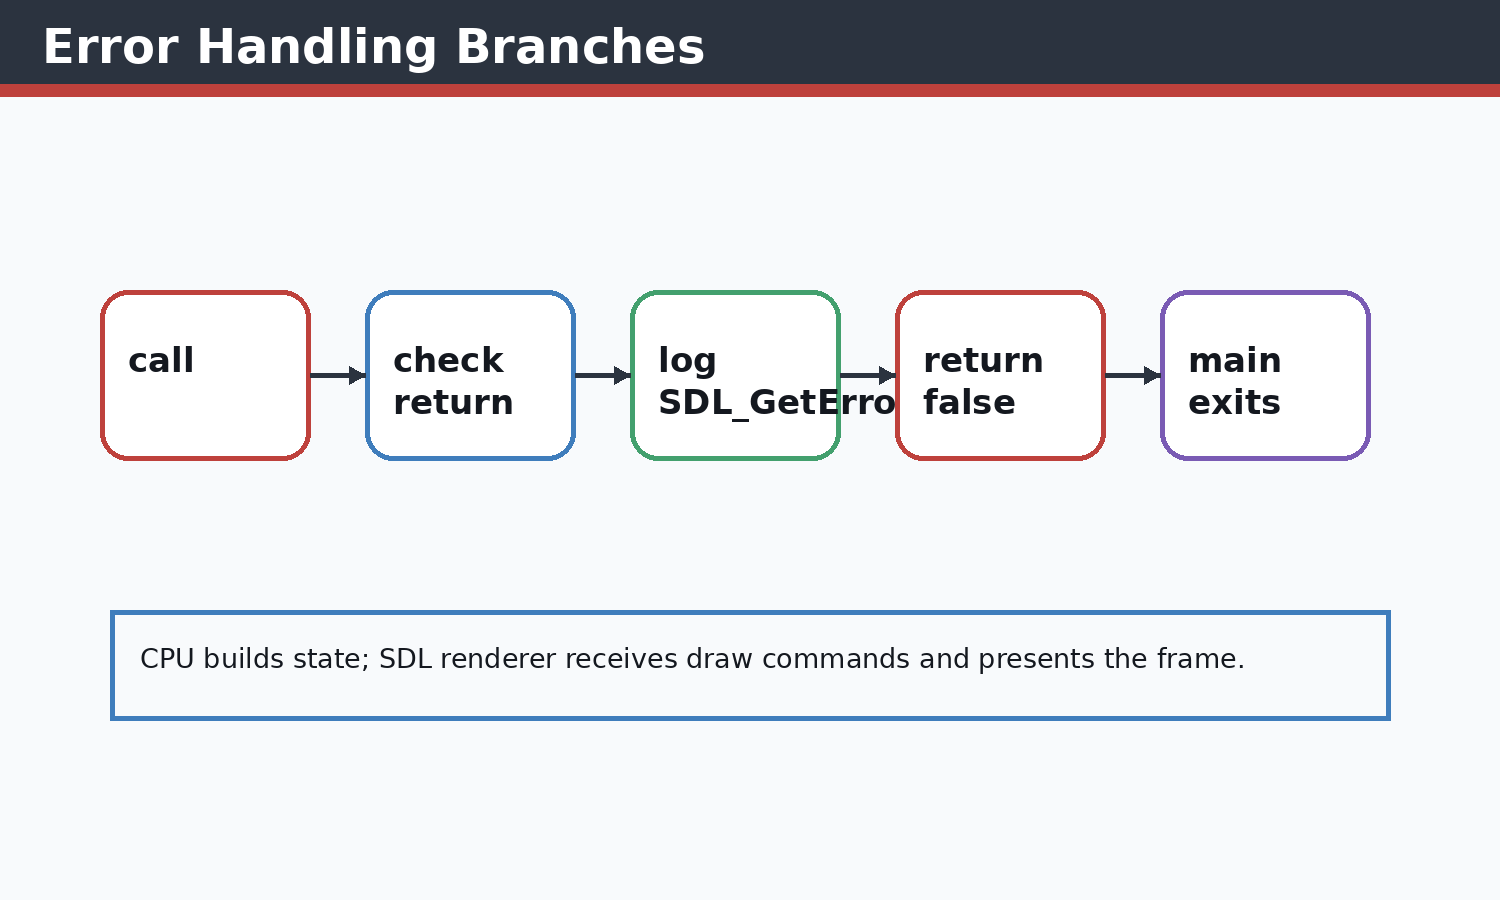 Error Handling Branches
call
check
return
log
SDL_GetErro
return
false
main
exits
CPU builds state; SDL renderer receives draw commands and presents the frame.